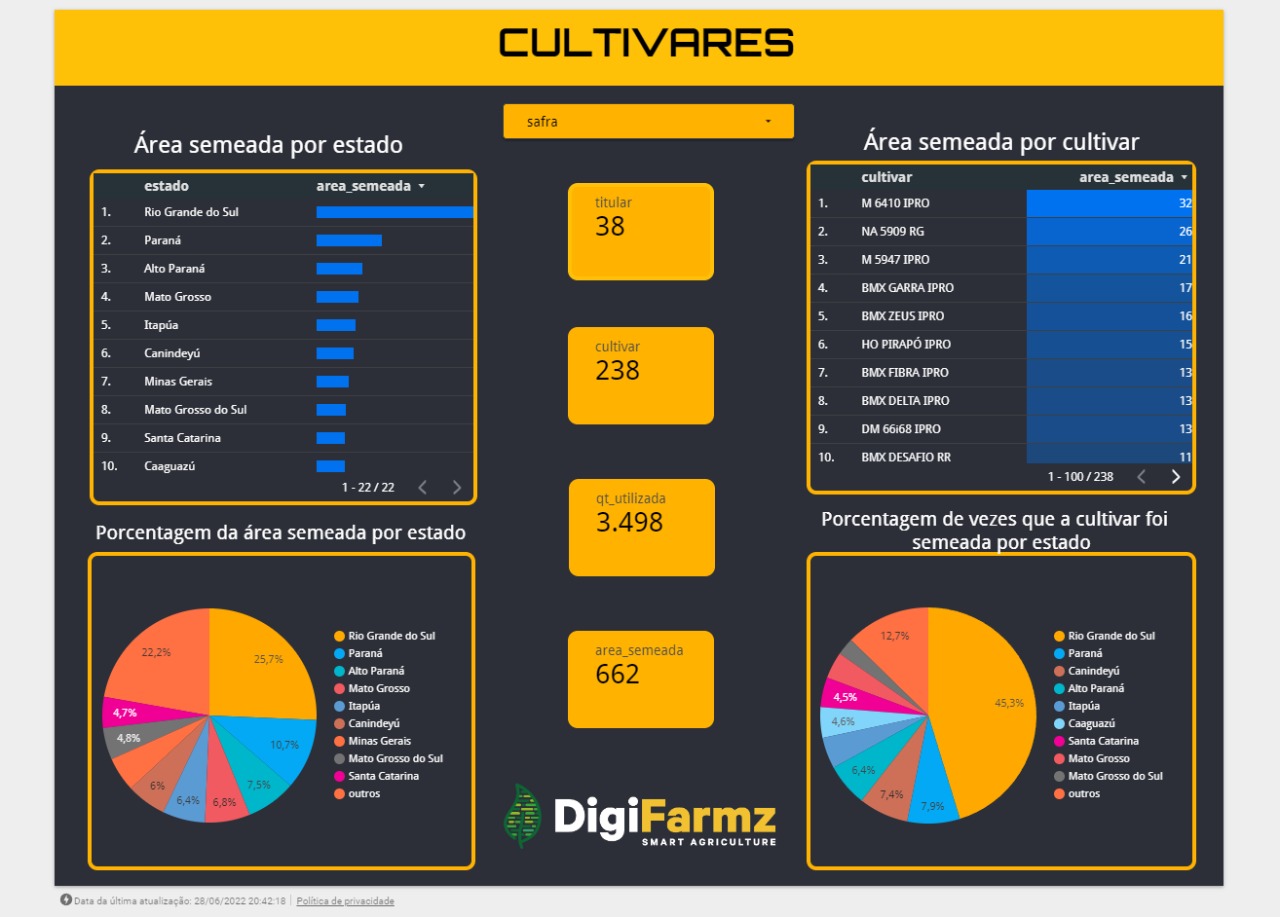 CULTIVARES
safra
Área semeada por estado
estado area_semeada
1. Rio Grande do Sul
2. Paraná
3. Alto Paraná
4. Mato Grosso
5. Itapúa
6. Canindeyú
7. Minas Gerais
8. Mato Grosso do Sul
9. Santa Catarina
10. Caaguazú
1 - 22 / 22
titular
38
cultivar
238
qt_utilizada
3.498
area_semeada
662
Área semeada por cultivar
cultivar area_semeada
1. M 6410 IPRO 32
2. NA 5909 RG 26
3. M 5947 IPRO 21
4. BMX GARRA IPRO 17
5. BMX ZEUS IPRO 16
6. HO PIRAPÓ IPRO 15
7. BMX FIBRA IPRO 13
8. BMX DELTA IPRO 13
9. DM 66i68 IPRO 13
10. BMX DESAFIO RR 11
1 - 100 / 238
Porcentagem da área semeada por estado
25,7%
10,7%
7,5%
6,8%
6,4%
6%
4,8%
4,7%
22,2%
Rio Grande do Sul
Paraná
Alto Paraná
Mato Grosso
Itapúa
Canindeyú
Minas Gerais
Mato Grosso do Sul
Santa Catarina
outros
Porcentagem de vezes que a cultivar foi
semeada por estado
45,3%
7,9%
7,4%
6,4%
4,6%
4,5%
12,7%
Rio Grande do Sul
Paraná
Canindeyú
Alto Paraná
Itapúa
Caaguazú
Santa Catarina
Mato Grosso
Mato Grosso do Sul
outros
DigiFarmz
SMART AGRICULTURE
Data da última atualização: 28/06/2022 20:42:18 | Política de privacidade